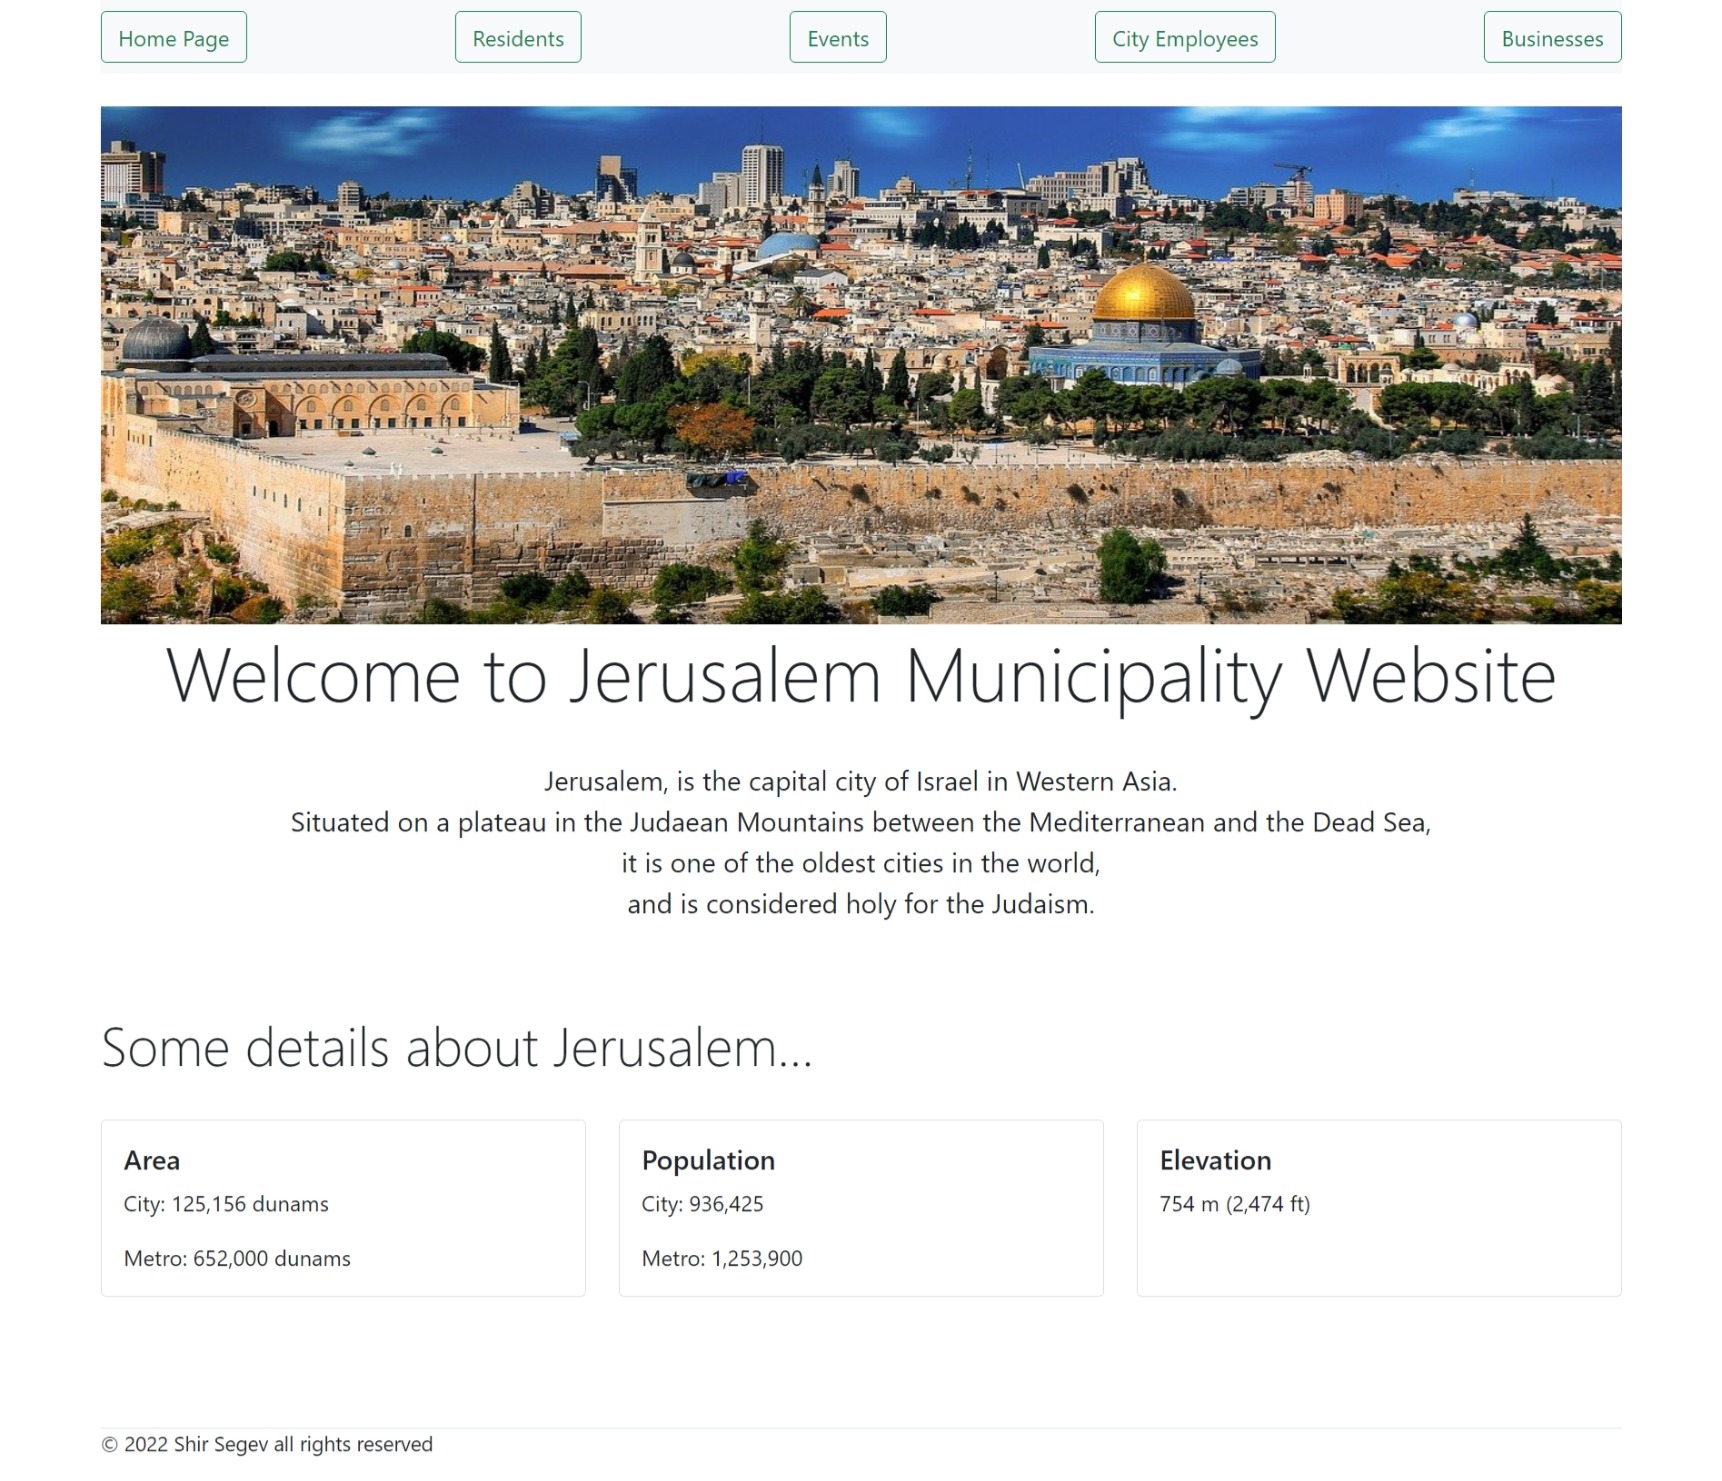 Home Page
Residents
Events
City Employees
Businesses
Welcome to Jerusalem Municipality Website
Jerusalem, is the capital city of Israel in Western Asia.
Situated on a plateau in the Judaean Mountains between the Mediterranean and the Dead Sea,
it is one of the oldest cities in the world,
and is considered holy for the Judaism.
Some details about Jerusalem...
Area
City: 125,156 dunams
Metro: 652,000 dunams
Population
City: 936,425
Metro: 1,253,900
Elevation
754 m (2,474 ft)
© 2022 Shir Segev all rights reserved